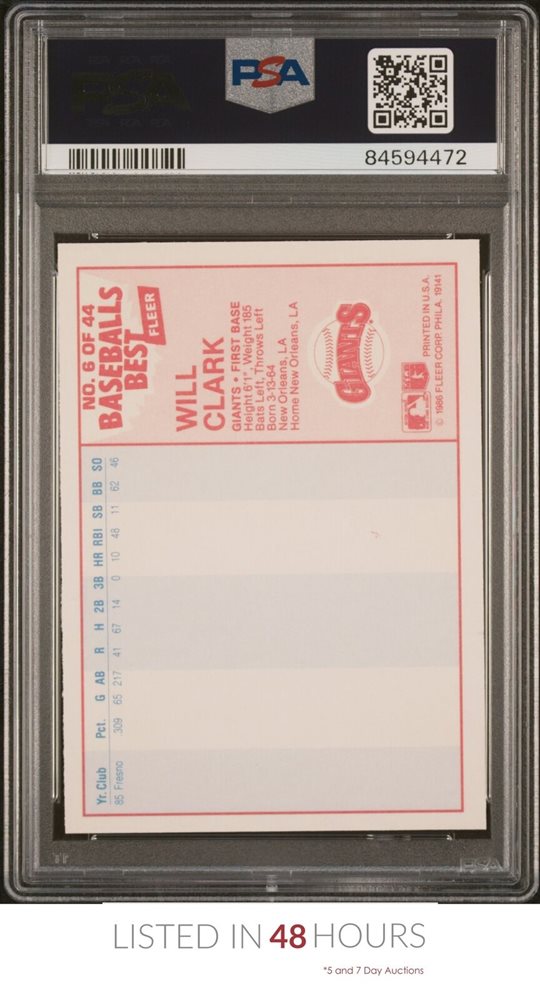 PSA
84594472
NO. 6 OF 44
BASEBALLS
BEST
FLEER
WILL
CLARK
GIANTS • FIRST BASE
Height 6'1", Weight 185
Bats Left, Throws Left
Born 3-13-64
New Orleans, LA
Home New Orleans, LA
GIANTS
PRINTED IN U.S.A.
© 1986 FLEER CORP. PHILA. 19141
Yr. Club Pct. G AB R H 2B 3B HR RBI SB BB SO
85 Fresno 309 65 217 41 67 14 0 10 48 11 62 46
PSA
LISTED IN 48 HOURS
*5 and 7 Day Auctions